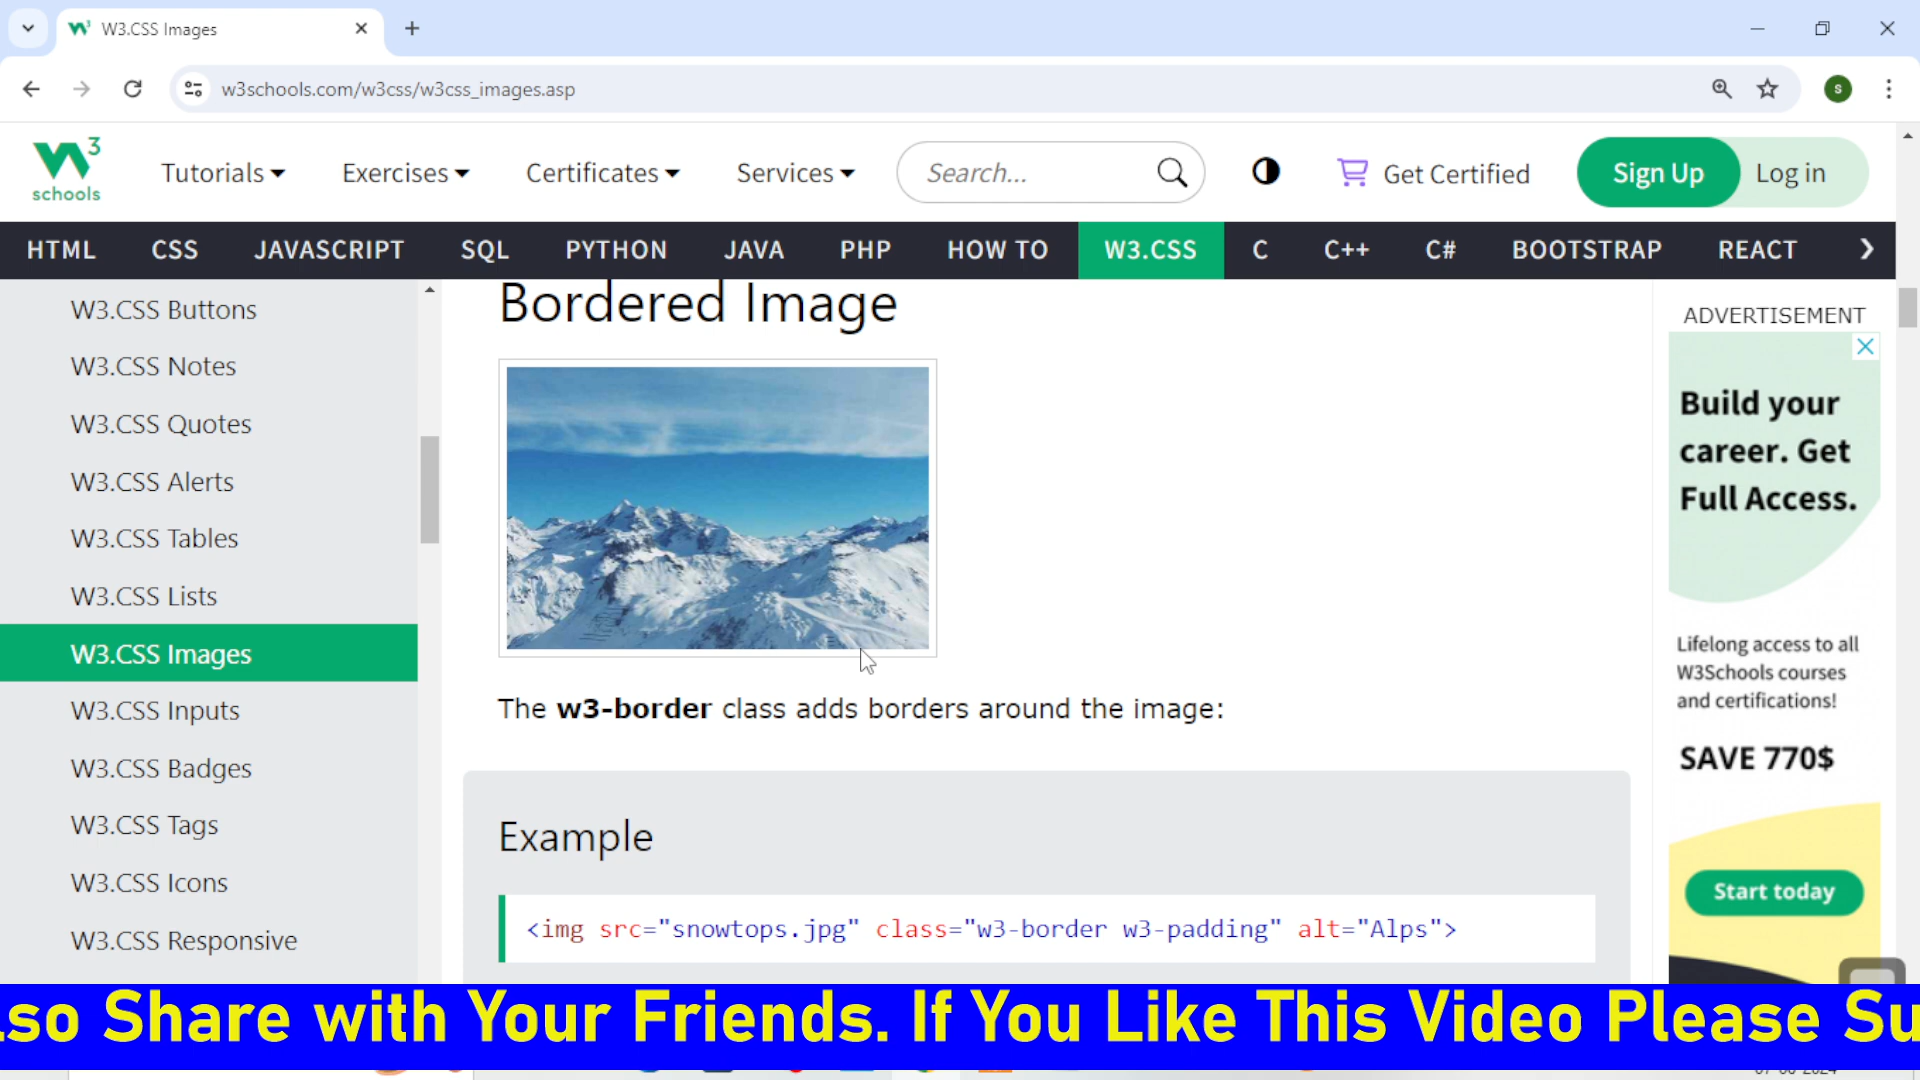 W3.CSS Images
w3schools.com/w3css/w3css_images.asp
S
3
schools
Tutorials
Exercises
Certificates
Services
Search...
Get Certified
Sign Up
Log in
HTML
CSS
JAVASCRIPT
SQL
PYTHON
JAVA
PHP
HOW TO
W3.CSS
C
C++
C#
BOOTSTRAP
REACT
W3.CSS Buttons
W3.CSS Notes
W3.CSS Quotes
W3.CSS Alerts
W3.CSS Tables
W3.CSS Lists
W3.CSS Images
W3.CSS Inputs
W3.CSS Badges
W3.CSS Tags
W3.CSS Icons
W3.CSS Responsive
Bordered Image
The w3-border class adds borders around the image:
Example
<img src="snowtops.jpg" class="w3-border w3-padding" alt="Alps">
ADVERTISEMENT
Build your
career. Get
Full Access.
Lifelong access to all
W3Schools courses
and certifications!
SAVE 770$
Start today
lso Share with Your Friends. If You Like This Video Please Su